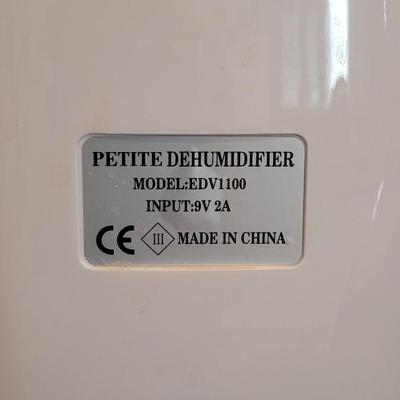 PETITE DEHUMIDIFIER
MODEL:EDV1100
INPUT:9V 2A
CE III MADE IN CHINA